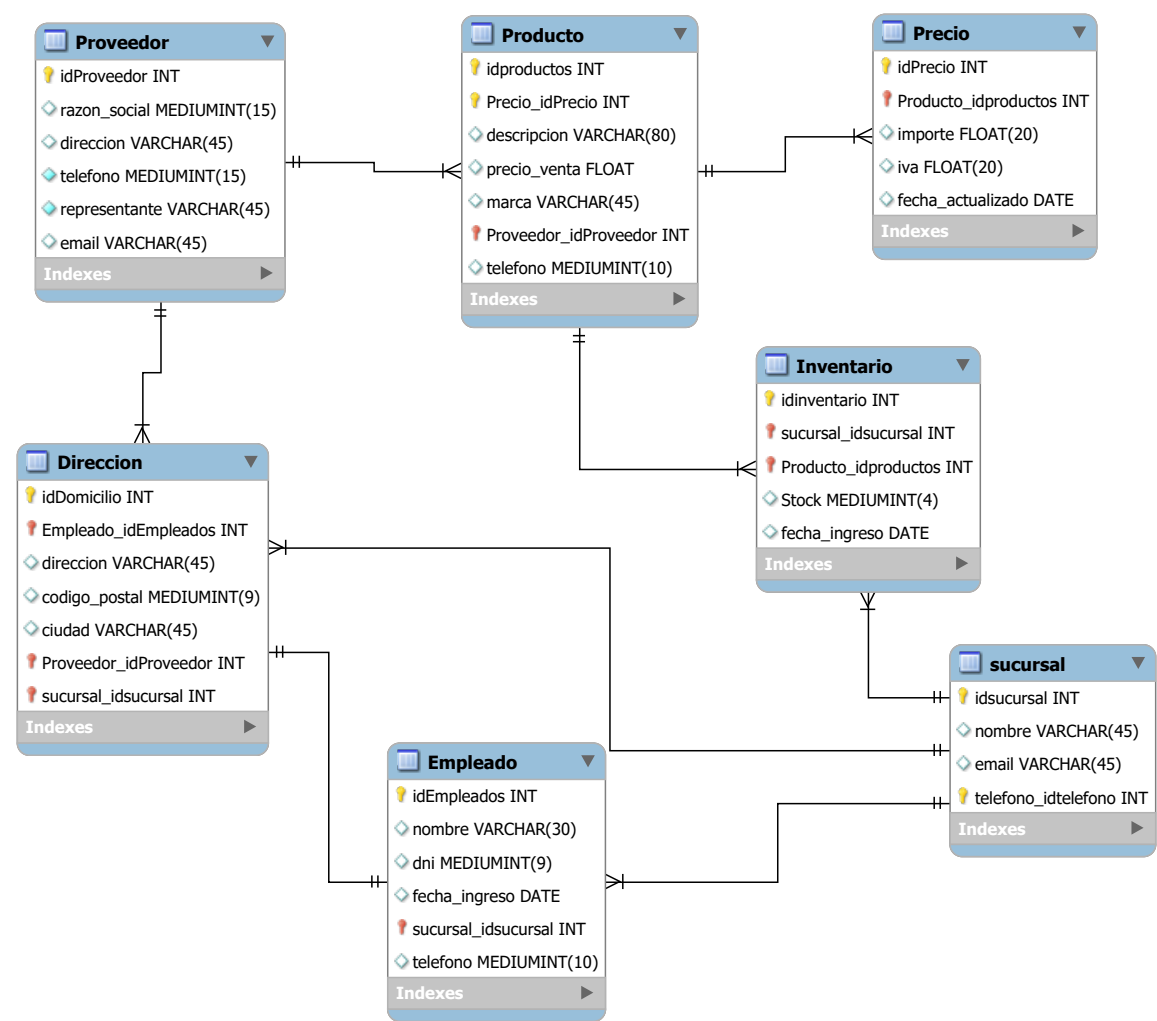 Proveedor
idProveedor INT
razon_social MEDIUMINT(15)
direccion VARCHAR(45)
telefono MEDIUMINT(15)
representante VARCHAR(45)
email VARCHAR(45)
Indexes
Producto
idproductos INT
Precio_idPrecio INT
descripcion VARCHAR(80)
precio_venta FLOAT
marca VARCHAR(45)
Proveedor_idProveedor INT
telefono MEDIUMINT(10)
Indexes
Precio
idPrecio INT
Producto_idproductos INT
importe FLOAT(20)
iva FLOAT(20)
fecha_actualizado DATE
Indexes
Inventario
idinventario INT
sucursal_idsucursal INT
Producto_idproductos INT
Stock MEDIUMINT(4)
fecha_ingreso DATE
Indexes
Direccion
idDomicilio INT
Empleado_idEmpleados INT
direccion VARCHAR(45)
codigo_postal MEDIUMINT(9)
ciudad VARCHAR(45)
Proveedor_idProveedor INT
sucursal_idsucursal INT
Indexes
sucursal
idsucursal INT
nombre VARCHAR(45)
email VARCHAR(45)
telefono_idtelefono INT
Indexes
Empleado
idEmpleados INT
nombre VARCHAR(30)
dni MEDIUMINT(9)
fecha_ingreso DATE
sucursal_idsucursal INT
telefono MEDIUMINT(10)
Indexes